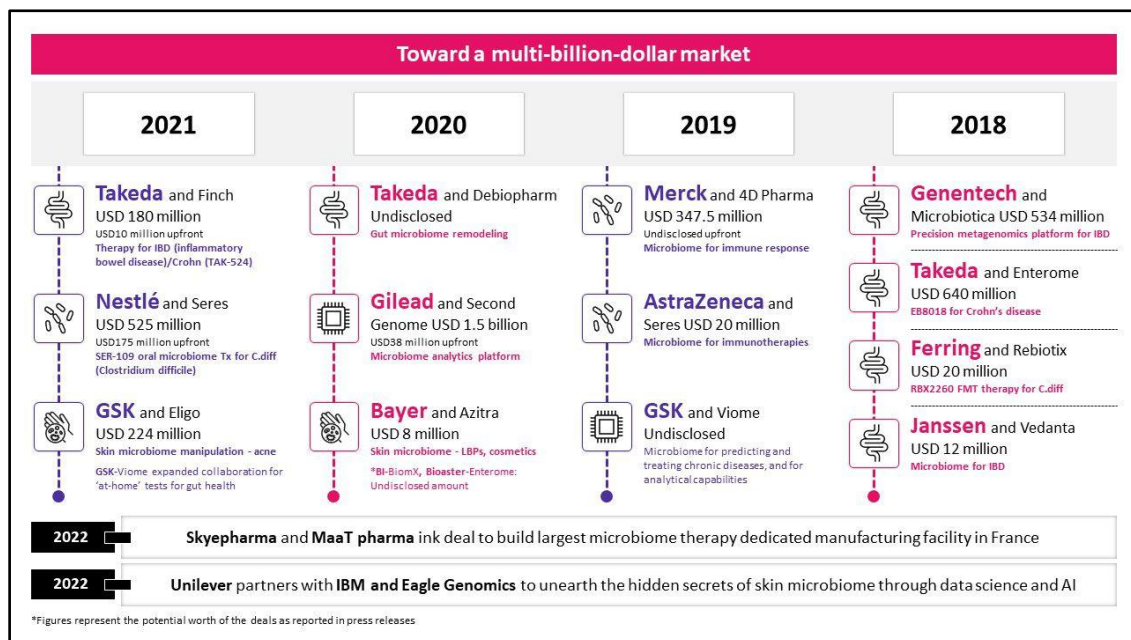 Toward a multi-billion-dollar market
2021
Takeda and Finch
USD 180 million
USD10 million upfront
Therapy for IBD (inflammatory
bowel disease)/Crohn (TAK-524)
Nestlé and Seres
USD 525 million
USD175 million upfront
SER-109 oral microbiome Tx for C.diff
(Clostridium difficile)
GSK and Eligo
USD 224 million
Skin microbiome manipulation - acne
GSK-Viome expanded collaboration for
'at-home' tests for gut health
2020
Takeda and Debiopharm
Undisclosed
Gut microbiome remodeling
Gilead and Second
Genome USD 1.5 billion
USD38 million upfront
Microbiome analytics platform
Bayer and Azitra
USD 8 million
Skin microbiome - LBPs, cosmetics
*BI-BiomX, Bioaster-Enterome:
Undisclosed amount
2019
Merck and 4D Pharma
USD 347.5 million
Undisclosed upfront
Microbiome for immune response
AstraZeneca and
Seres USD 20 million
Microbiome for immunotherapies
GSK and Viome
Undisclosed
Microbiome for predicting and
treating chronic diseases, and for
analytical capabilities
2018
Genentech and
Microbiotica USD 534 million
Precision metagenomics platform for IBD
Takeda and Enterome
USD 640 million
EB8018 for Crohn's disease
Ferring and Rebiotix
USD 20 million
RBX2260 FMT therapy for C.diff
Janssen and Vedanta
USD 12 million
Microbiome for IBD
2022
Skyepharma and MaaT pharma ink deal to build largest microbiome therapy dedicated manufacturing facility in France
2022
Unilever partners with IBM and Eagle Genomics to unearth the hidden secrets of skin microbiome through data science and AI
*Figures represent the potential worth of the deals as reported in press releases